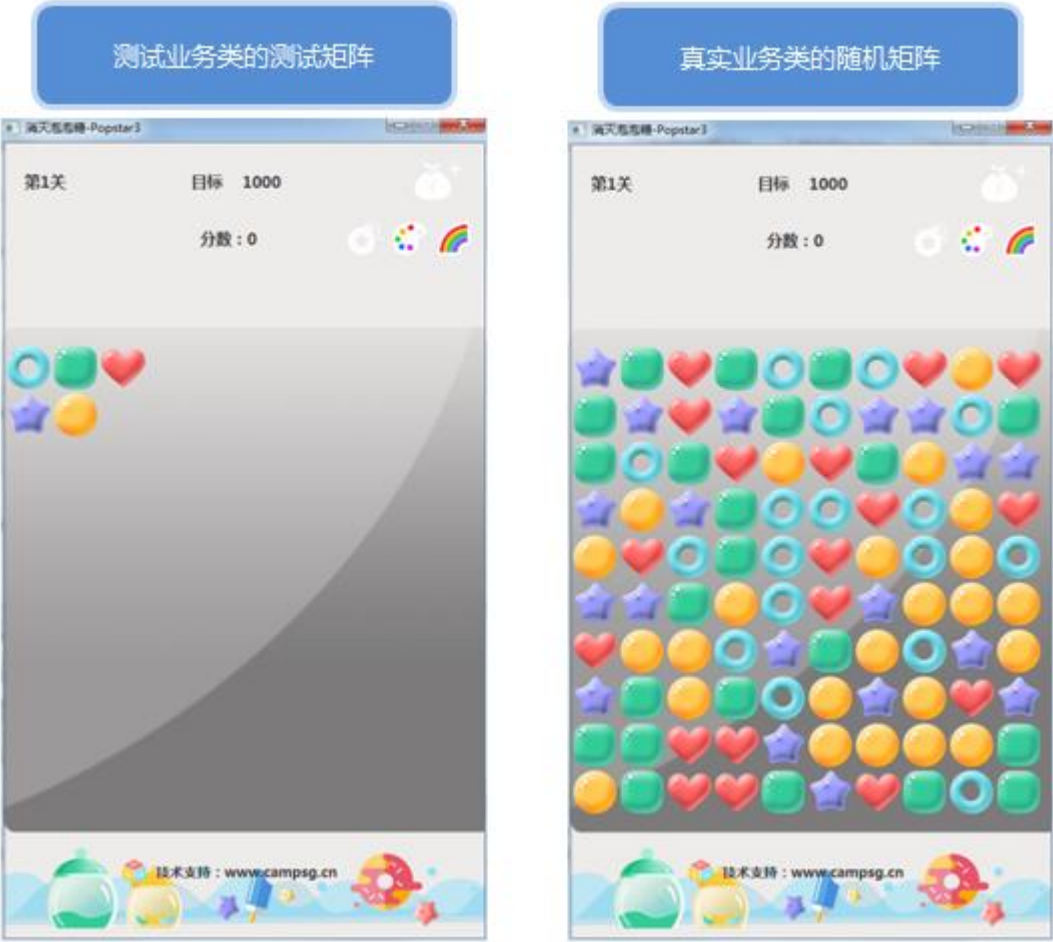 测试业务类的测试矩阵
真实业务类的随机矩阵
消灭泡泡糖-Popstar3
第1关
目标 1000
分数：0
技术支持：www.campsg.cn
消灭泡泡糖-Popstar3
第1关
目标 1000
分数：0
技术支持：www.campsg.cn